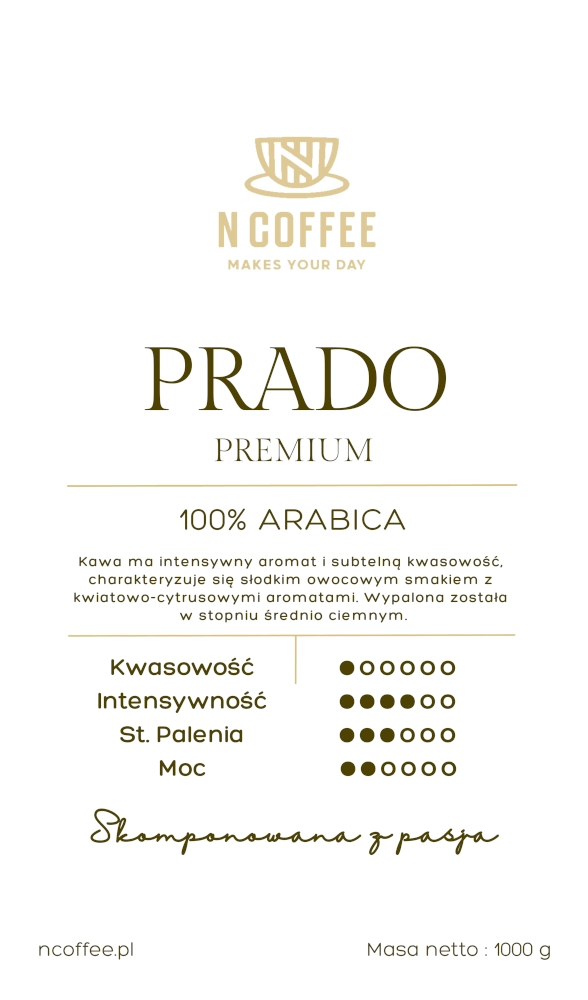 N COFFEE
MAKES YOUR DAY
PRADO
PREMIUM
100% ARABICA
Kawa ma intensywny aromat i subtelną kwasowość,
charakteryzuje się słodkim owocowym smakiem z
kwiatowo-cytrusowymi aromatami. Wypalona została
w stopniu średnio ciemnym.
Kwasowość
Intensywność
St. Palenia
Moc
Skomponowana z pasja
ncoffee.pl
Masa netto : 1000 g